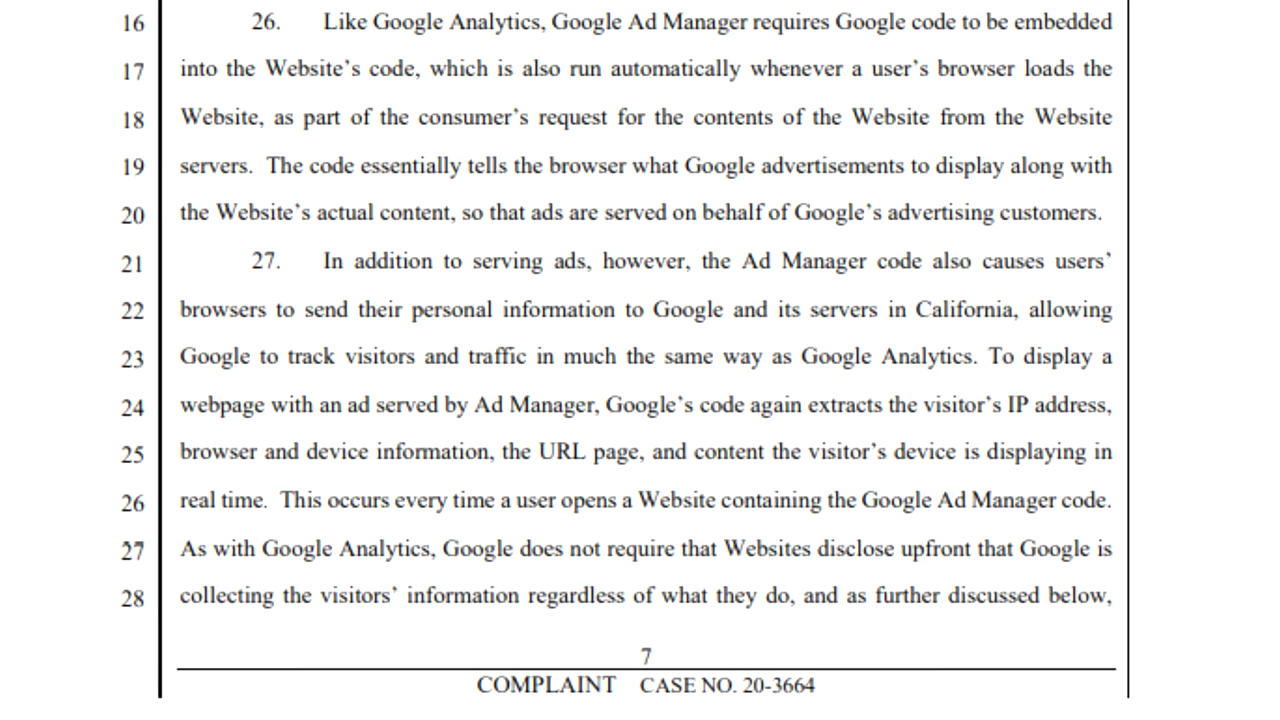 16 26. Like Google Analytics, Google Ad Manager requires Google code to be embedded
17 into the Website's code, which is also run automatically whenever a user's browser loads the
18 Website, as part of the consumer's request for the contents of the Website from the Website
19 servers. The code essentially tells the browser what Google advertisements to display along with
20 the Website's actual content, so that ads are served on behalf of Google's advertising customers.
21 27. In addition to serving ads, however, the Ad Manager code also causes users'
22 browsers to send their personal information to Google and its servers in California, allowing
23 Google to track visitors and traffic in much the same way as Google Analytics. To display a
24 webpage with an ad served by Ad Manager, Google's code again extracts the visitor's IP address,
25 browser and device information, the URL page, and content the visitor's device is displaying in
26 real time. This occurs every time a user opens a Website containing the Google Ad Manager code.
27 As with Google Analytics, Google does not require that Websites disclose upfront that Google is
28 collecting the visitors' information regardless of what they do, and as further discussed below,
7
COMPLAINT CASE NO. 20-3664